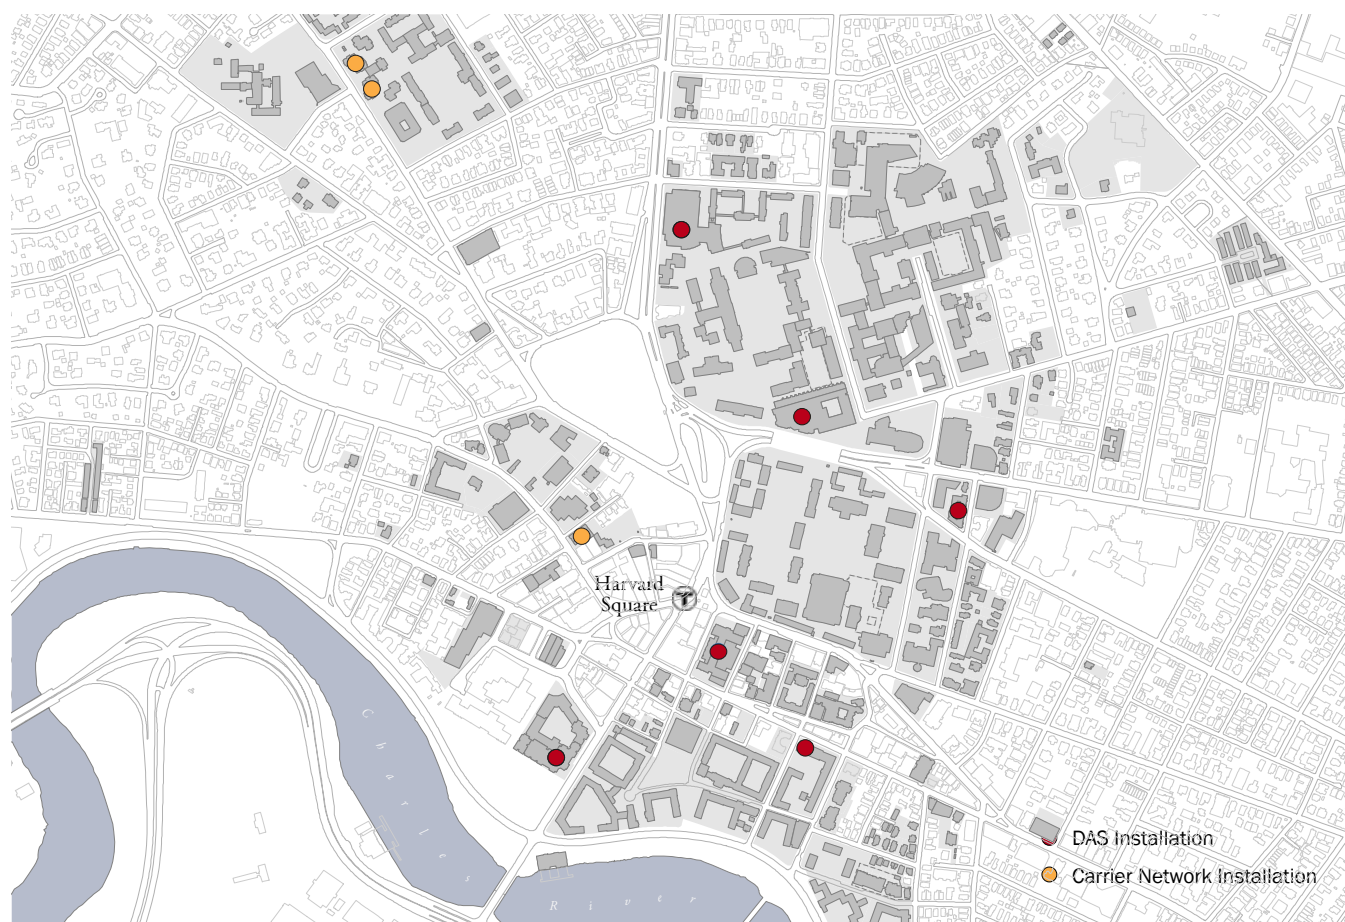 Harvard
Square
T
Charles
River
DAS Installation
Carrier Network Installation